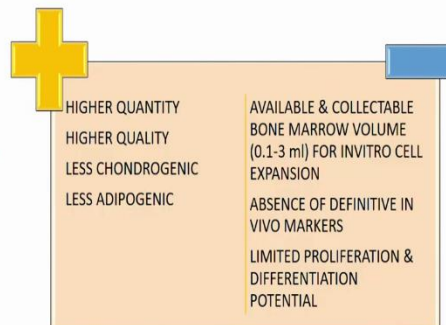 HIGHER QUANTITY
HIGHER QUALITY
LESS CHONDROGENIC
LESS ADIPOGENIC
AVAILABLE & COLLECTABLE
BONE MARROW VOLUME
(0.1-3 ml) FOR INVITRO CELL
EXPANSION
ABSENCE OF DEFINITIVE IN
VIVO MARKERS
LIMITED PROLIFERATION &
DIFFERENTIATION
POTENTIAL